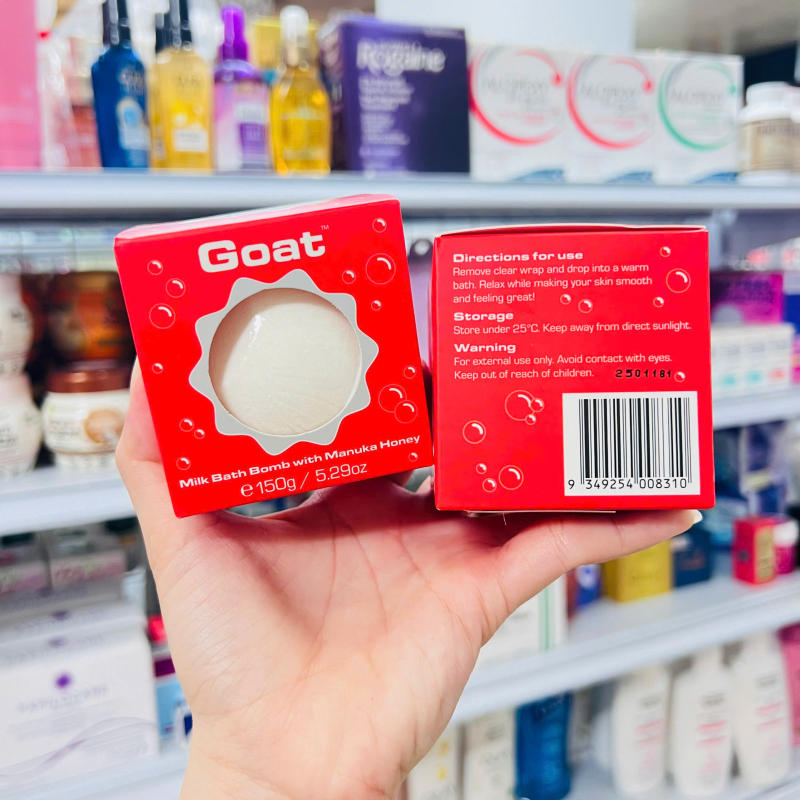 Rogaine
Goat™
Milk Bath Bomb with Manuka Honey
℮ 150g / 5.29oz
Directions for use
Remove clear wrap and drop into a warm
bath. Relax while making your skin smooth
and feeling great!
Storage
Store under 25°C. Keep away from direct sunlight.
Warning
For external use only. Avoid contact with eyes.
Keep out of reach of children.
2501181
9 349254 008310